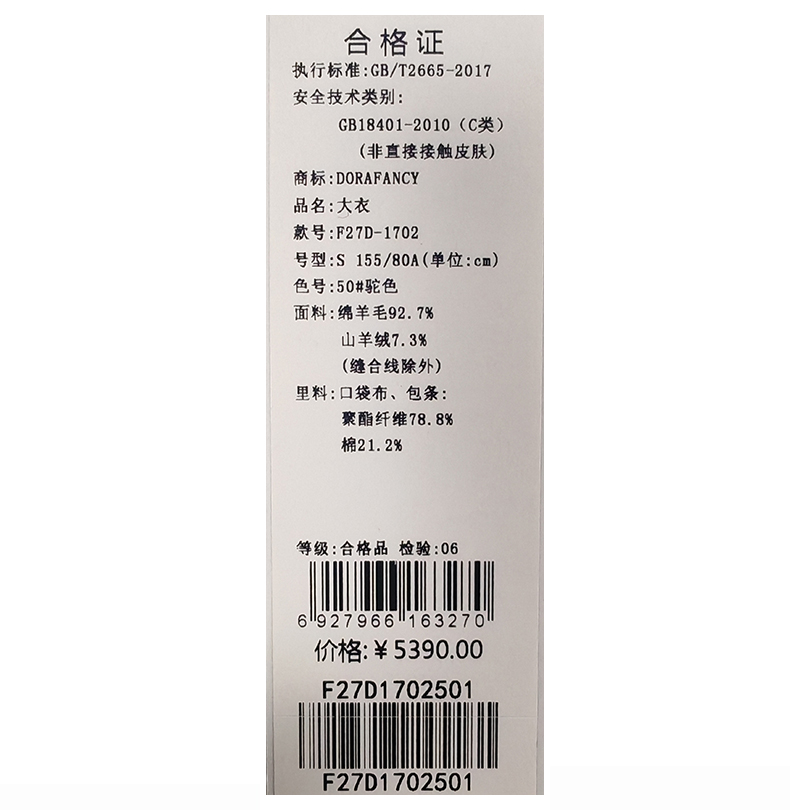 合格证
执行标准:GB/T2665-2017
安全技术类别:
GB18401-2010（C类）
(非直接接触皮肤)
商标:DORAFANCY
品名:大衣
款号:F27D-1702
号型:S 155/80A(单位:cm)
色号:50#驼色
面料:绵羊毛92.7%
山羊绒7.3%
(缝合线除外)
里料:口袋布、包条:
聚酯纤维78.8%
棉21.2%
等级:合格品 检验:06
6 927966 163270
价格:¥5390.00
F27D1702501
F27D1702501